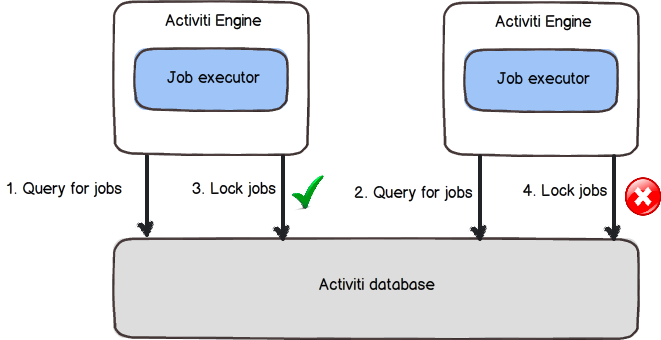 Activiti Engine
Job executor
Activiti Engine
Job executor
1. Query for jobs
3. Lock jobs
2. Query for jobs
4. Lock jobs
Activiti database